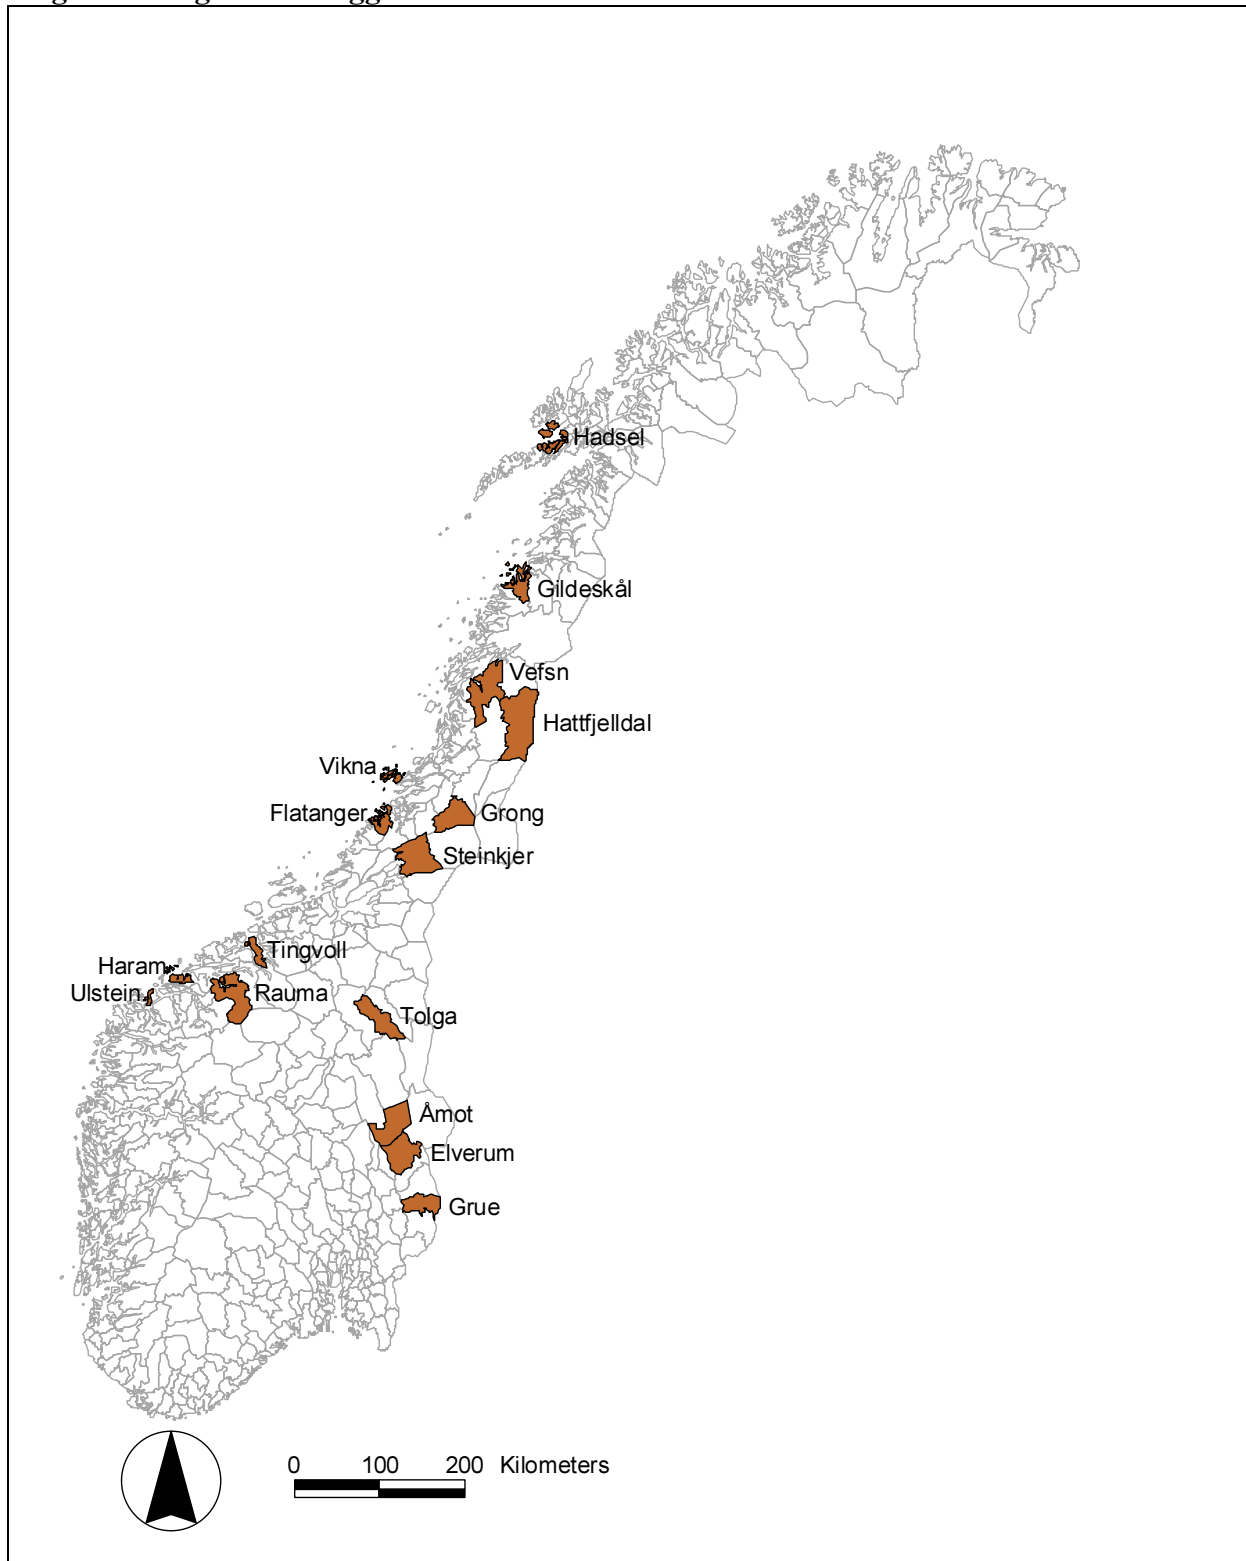 Hadsel
Gildeskål
Vefsn
Hattfjelldal
Vikna
Flatanger
Grong
Steinkjer
Tingvoll
Haram
Ulstein
Rauma
Tolga
Åmot
Elverum
Grue
0 100 200 Kilometers